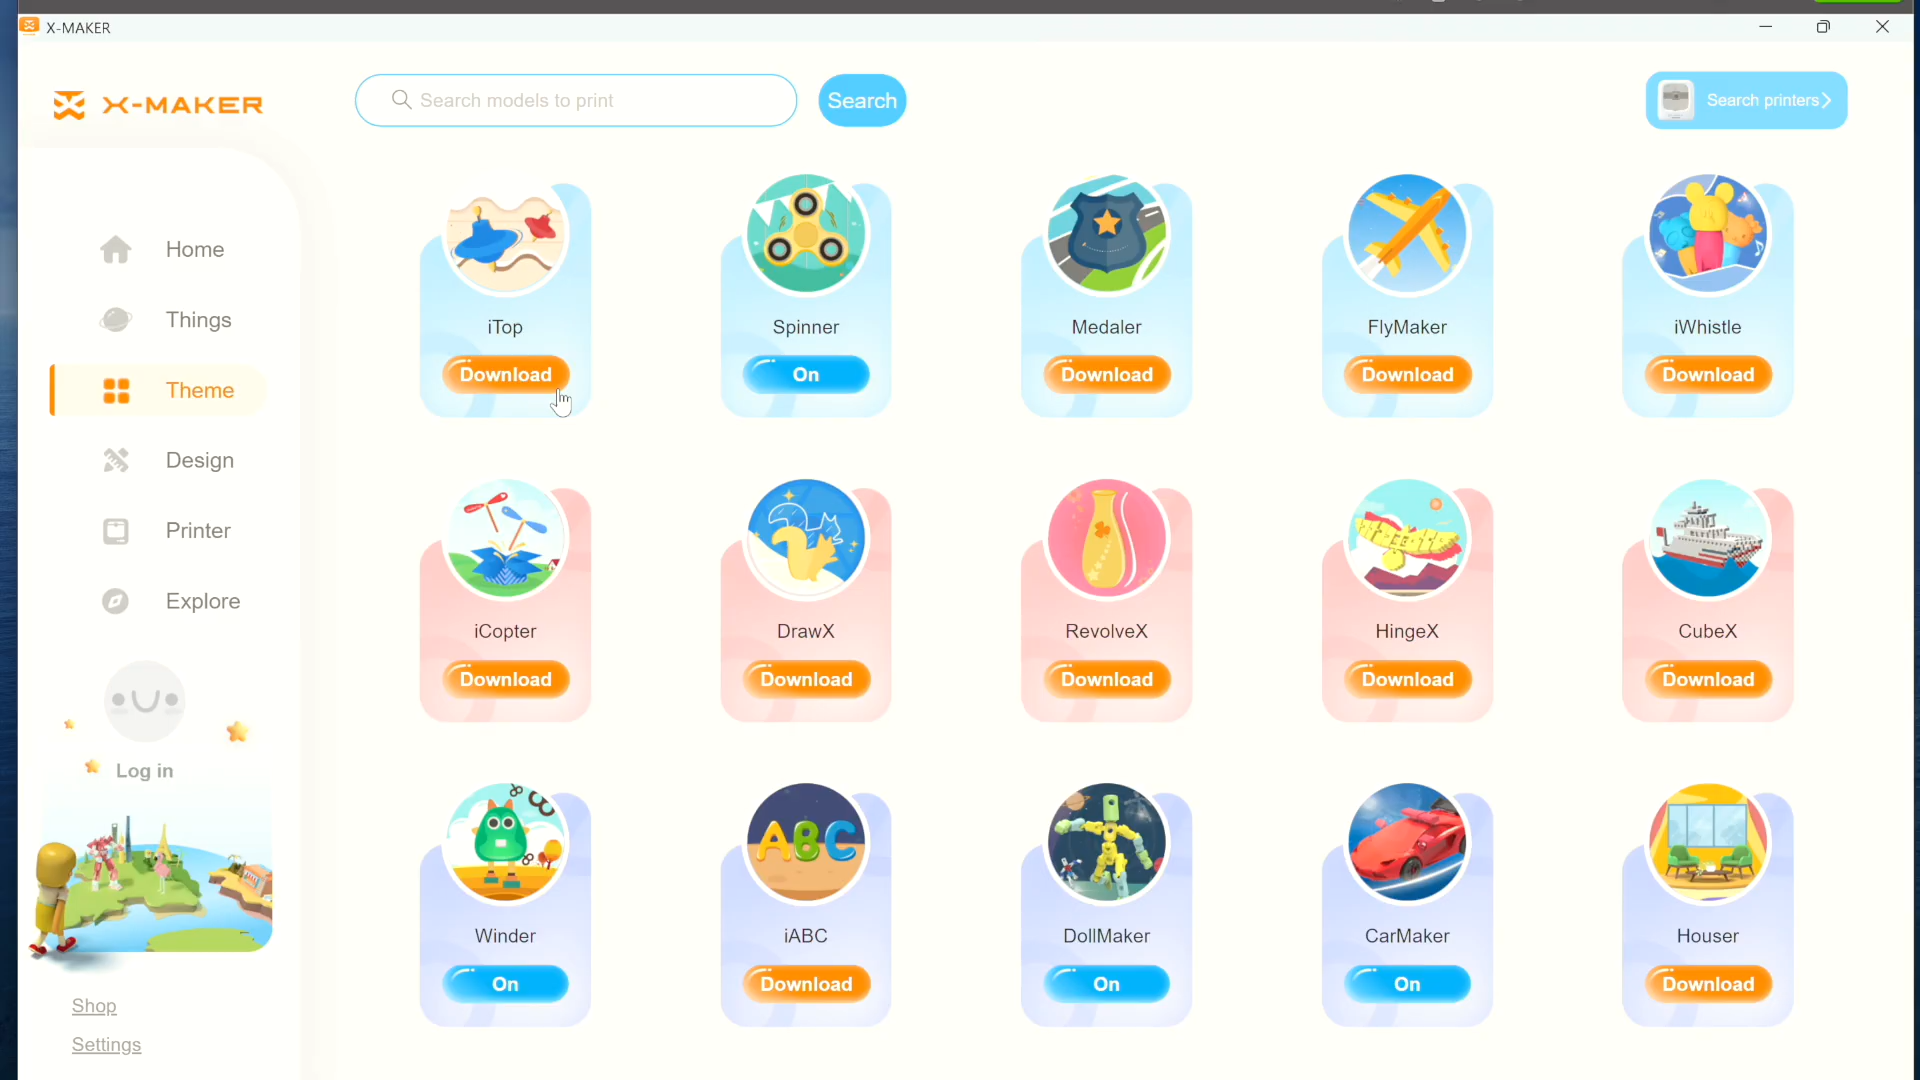 X-MAKER
X-MAKER
Search models to print
Search
Search printers
Home
Things
Theme
Design
Printer
Explore
Log in
Shop
Settings
iTop
Download
Spinner
On
Medaler
Download
FlyMaker
Download
iWhistle
Download
iCopter
Download
DrawX
Download
RevolveX
Download
HingeX
Download
CubeX
Download
Winder
On
ABC
iABC
Download
DollMaker
On
CarMaker
On
Houser
Download